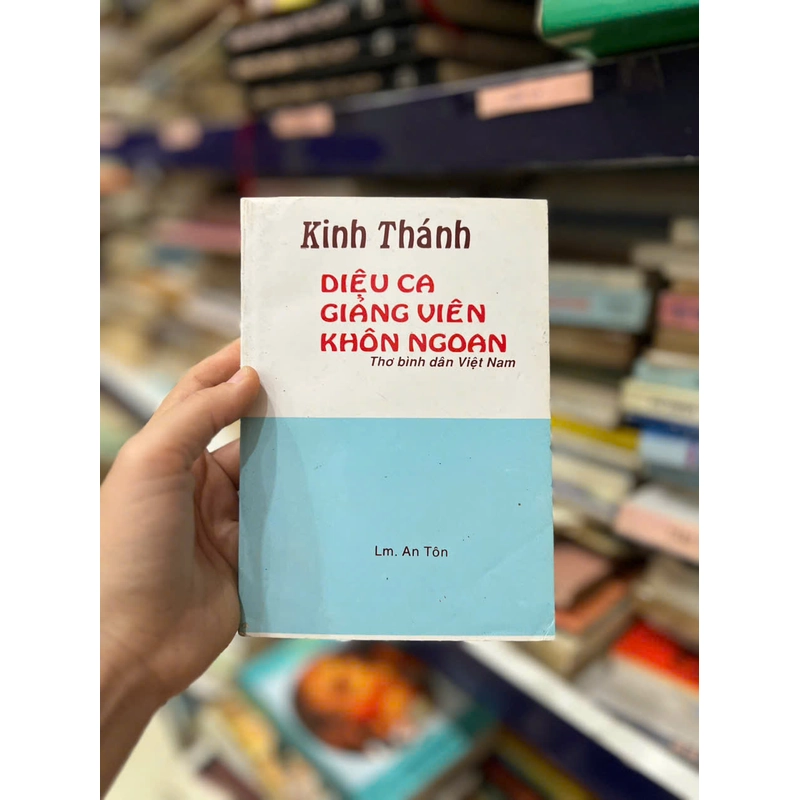 Kinh Thánh
DIỆU CA
GIẢNG VIÊN
KHÔN NGOAN
Thơ bình dân Việt Nam
Lm. An Tôn